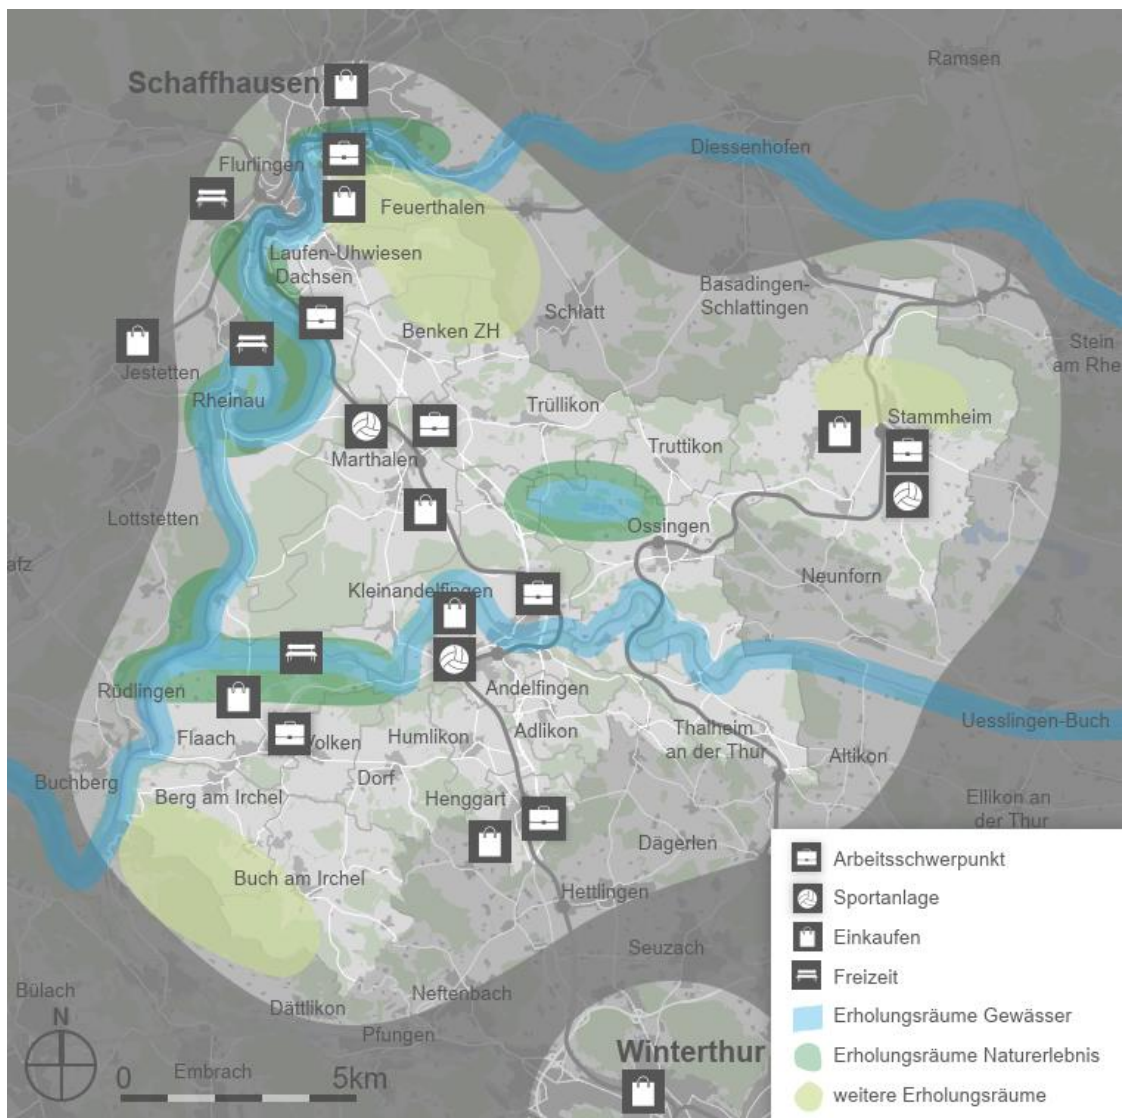 Ramsen
Schaffhausen
Diessenhofen
Flurlingen
Feuerthalen
Laufen-Uhwiesen
Dachsen
Basadingen-
Schlattingen
Schlatt
Benken ZH
Stein
am Rhe
Jestetten
Rheinau
Trüllikon
Stammheim
Truttikon
Marthalen
Lottstetten
Ossingen
afz
Neunforn
Kleinandelfingen
Rüdlingen
Andelfingen
Uesslingen-Buch
Flaach
Volken
Humlikon
Adlikon
Thalheim
an der Thur
Altikon
Buchberg
Dorf
Berg am Irchel
Henggart
Ellikon an
der Thur
Dägerlen
Buch am Irchel
Hettlingen
Seuzach
Bülach
Dättlikon
Neftenbach
Pfungen
N
Winterthur
Embrach
0
5km
Arbeitsschwerpunkt
Sportanlage
Einkaufen
Freizeit
Erholungsräume Gewässer
Erholungsräume Naturerlebnis
weitere Erholungsräume